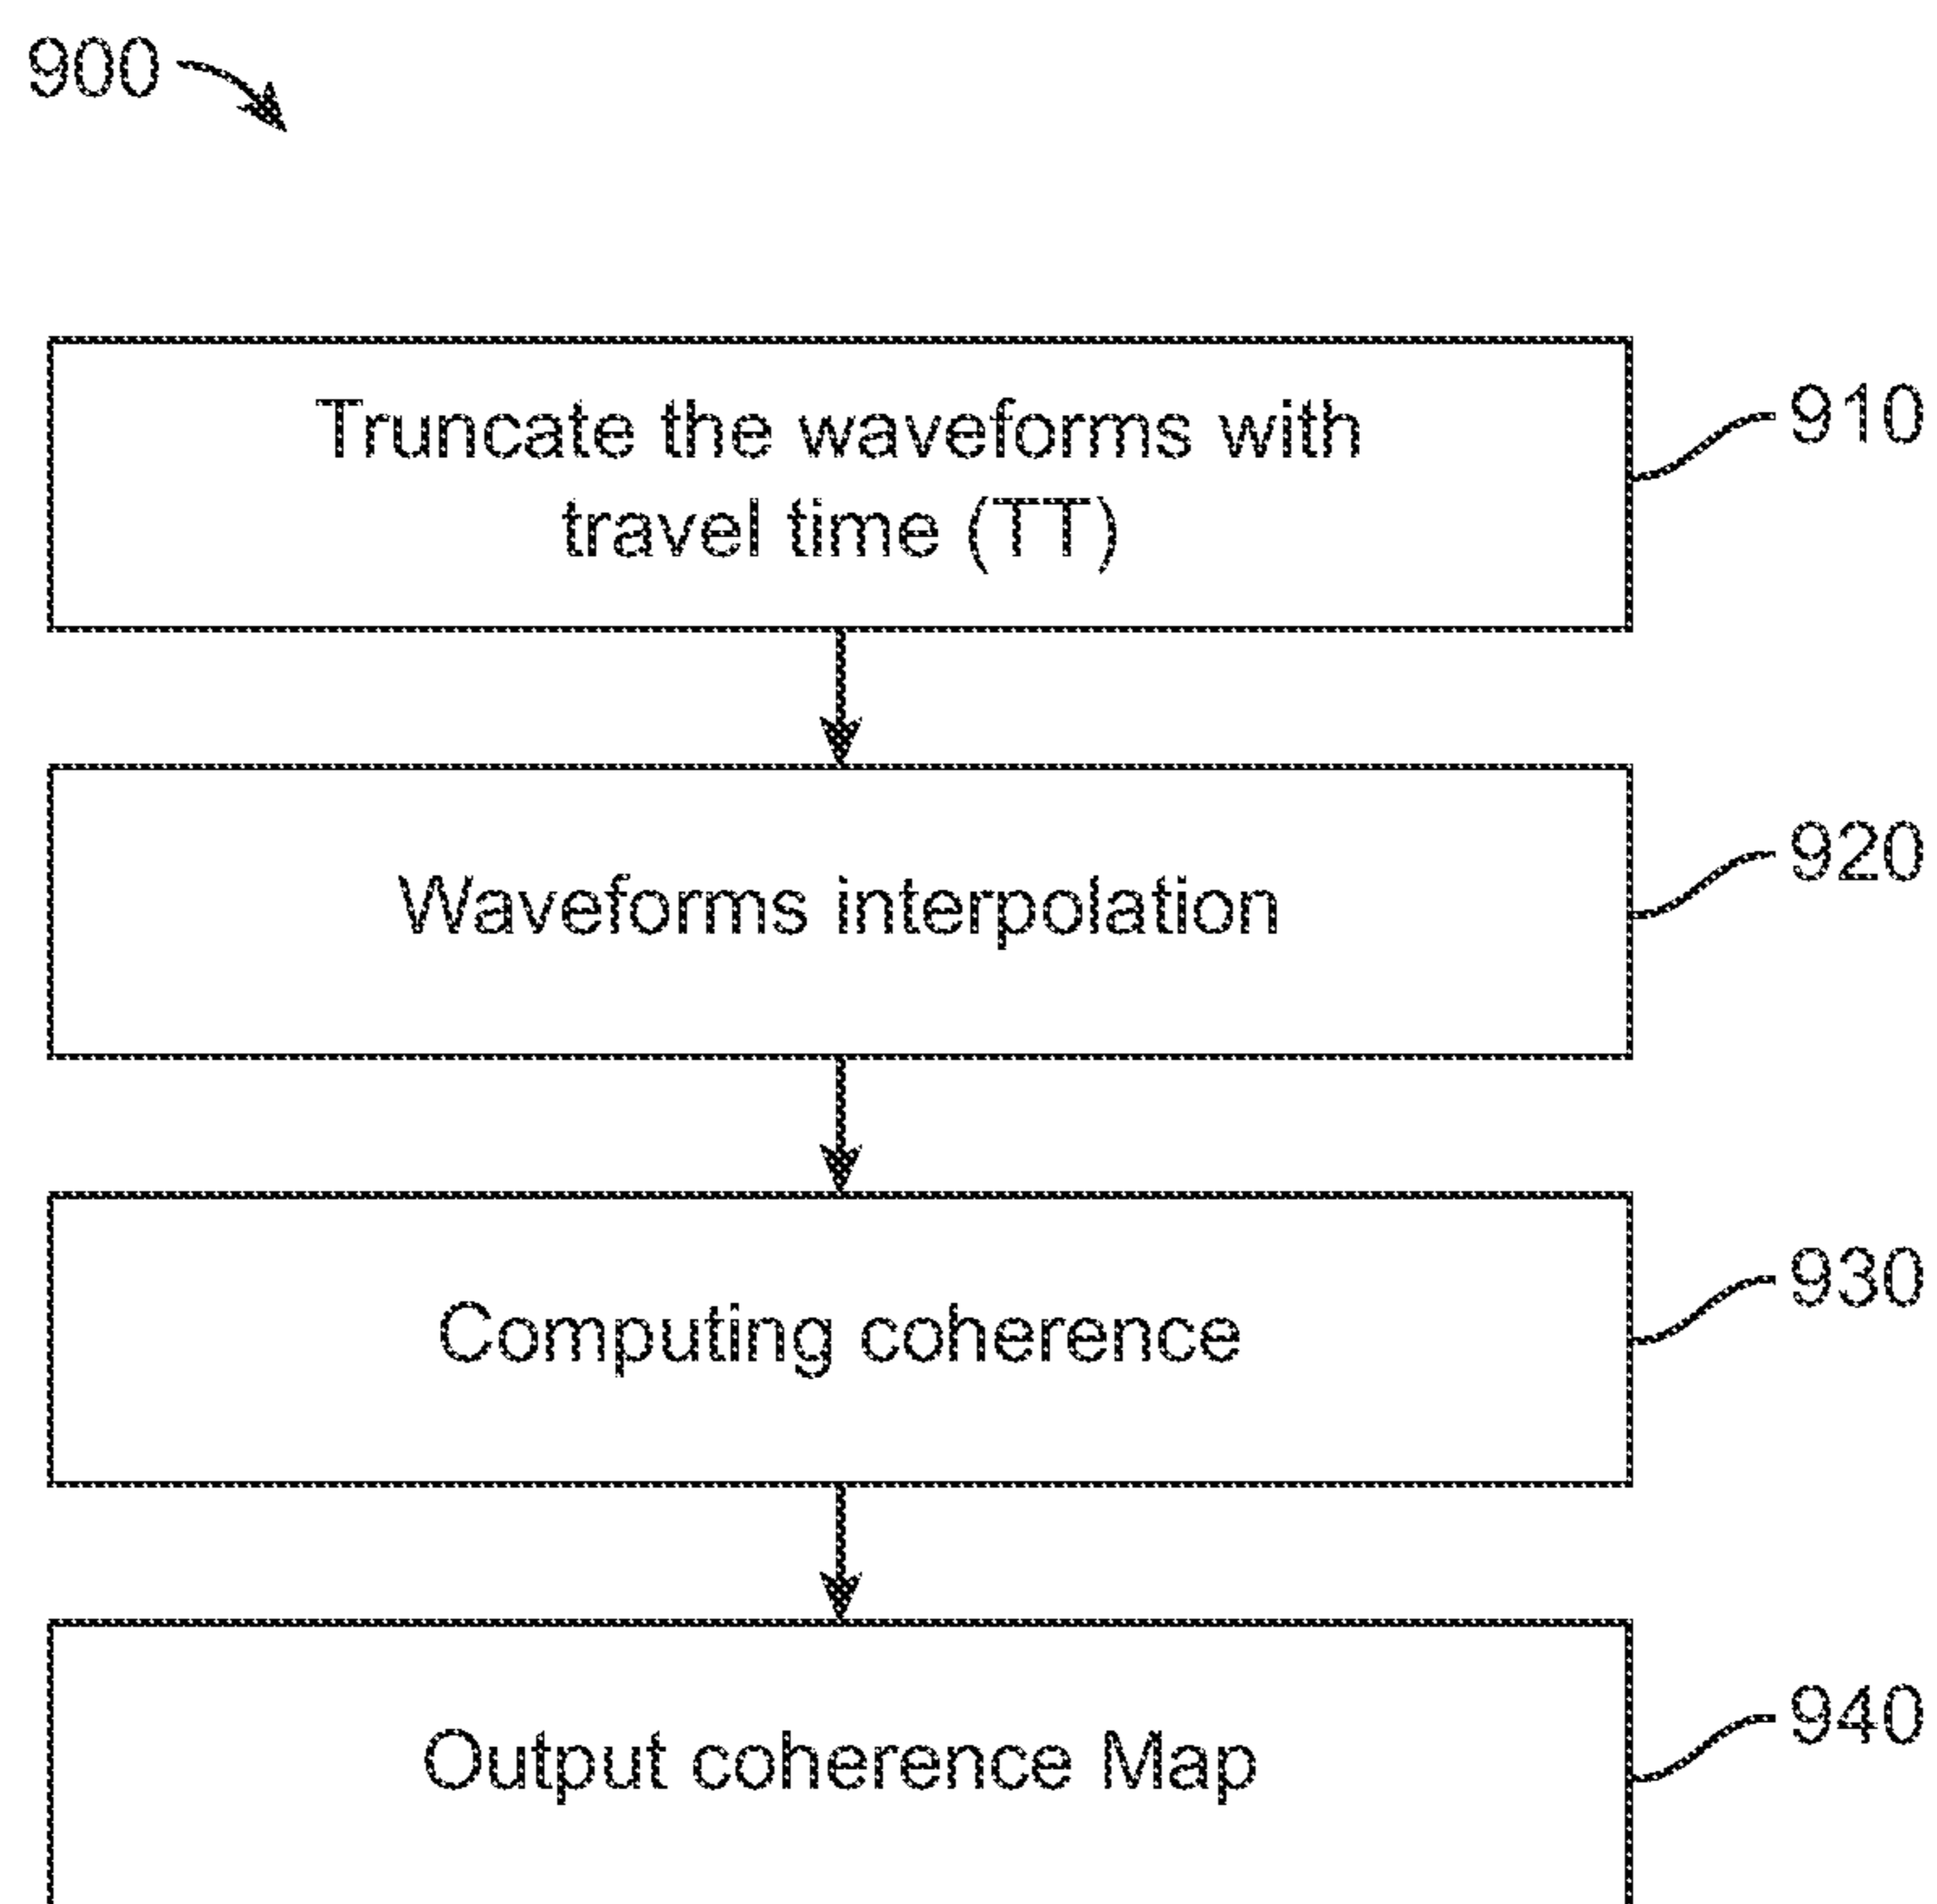 900
Truncate the waveforms with
travel time (TT)
910
Waveforms interpolation
920
Computing coherence
930
Output coherence Map
940